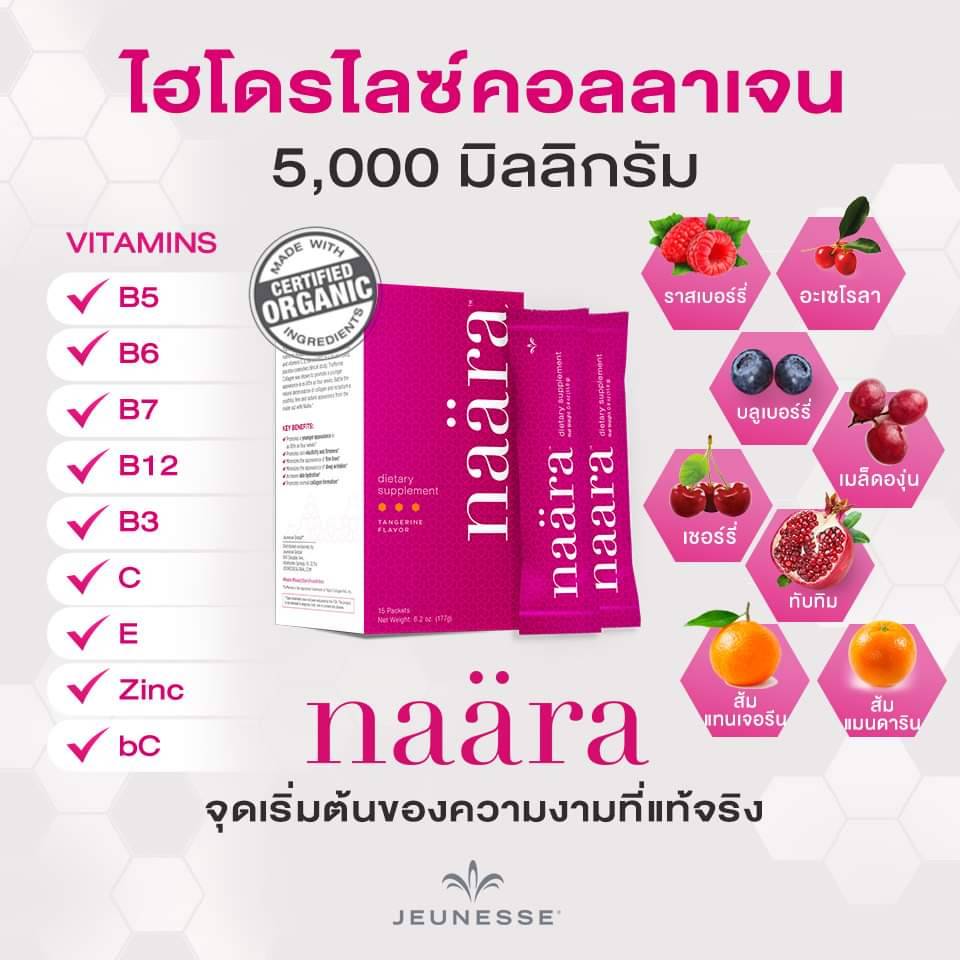 ไฮโดรไลซ์คอลลาเจน
5,000 มิลลิกรัม
VITAMINS
B5
B6
B7
B12
B3
C
E
Zinc
bC
MADE WITH
CERTIFIED
ORGANIC
INGREDIENTS
KEY BENEFITS:
naära™
dietary
supplement
TANGERINE
FLAVOR
15 Packets
Net Weight: 6.2 oz. (177g)
naära
dietary supplement
naära
dietary supplement
ราสเบอร์รี่
อะเซโรลา
บลูเบอร์รี่
เมล็ดองุ่น
เชอร์รี่
ทับทิม
ส้ม
แทนเจอรีน
ส้ม
แมนดาริน
naära
จุดเริ่มต้นของความงามที่แท้จริง
JEUNESSE®